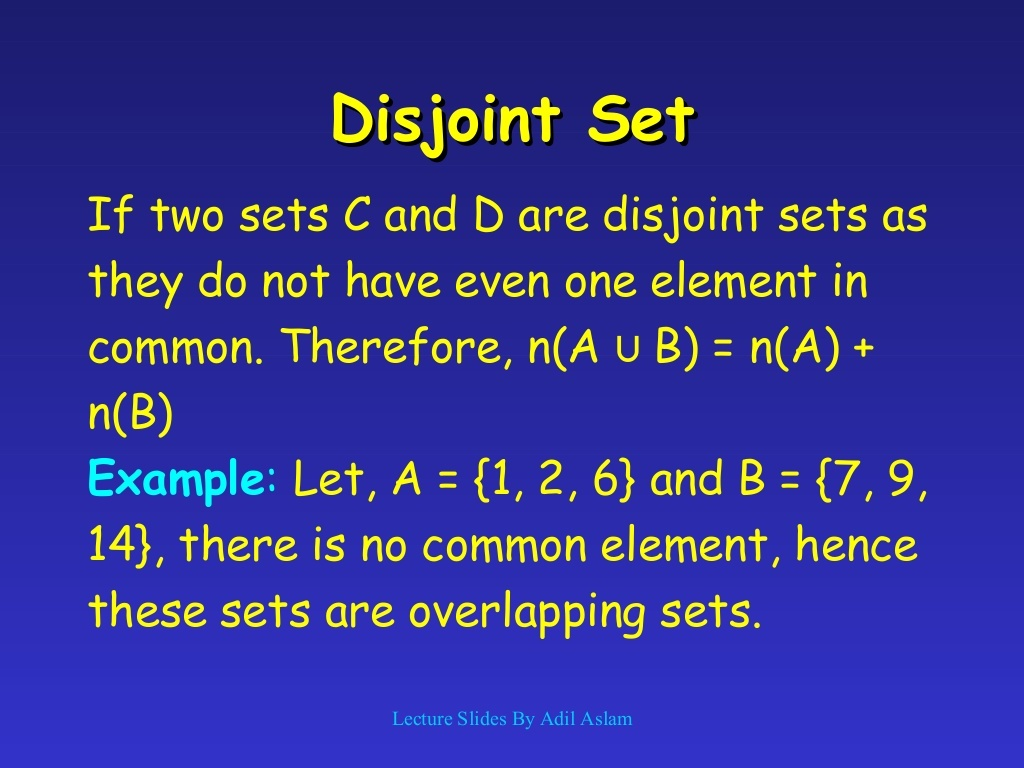 Disjoint Set
If two sets C and D are disjoint sets as
they do not have even one element in
common. Therefore, n(A ∪ B) = n(A) +
n(B)
Example: Let, A = {1, 2, 6} and B = {7, 9,
14}, there is no common element, hence
these sets are overlapping sets.
Lecture Slides By Adil Aslam